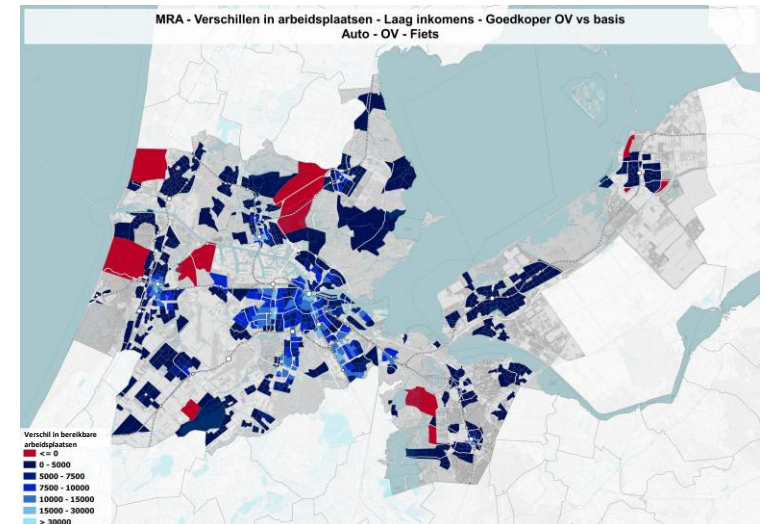 MRA - Verschillen in arbeidsplaatsen - Laag inkomens - Goedkoper OV vs basis
Auto - OV - Fiets
Verschil in bereikbare
arbeidsplaatsen
<= 0
0 - 5000
5000 - 7500
7500 - 10000
10000 - 15000
15000 - 30000
> 30000